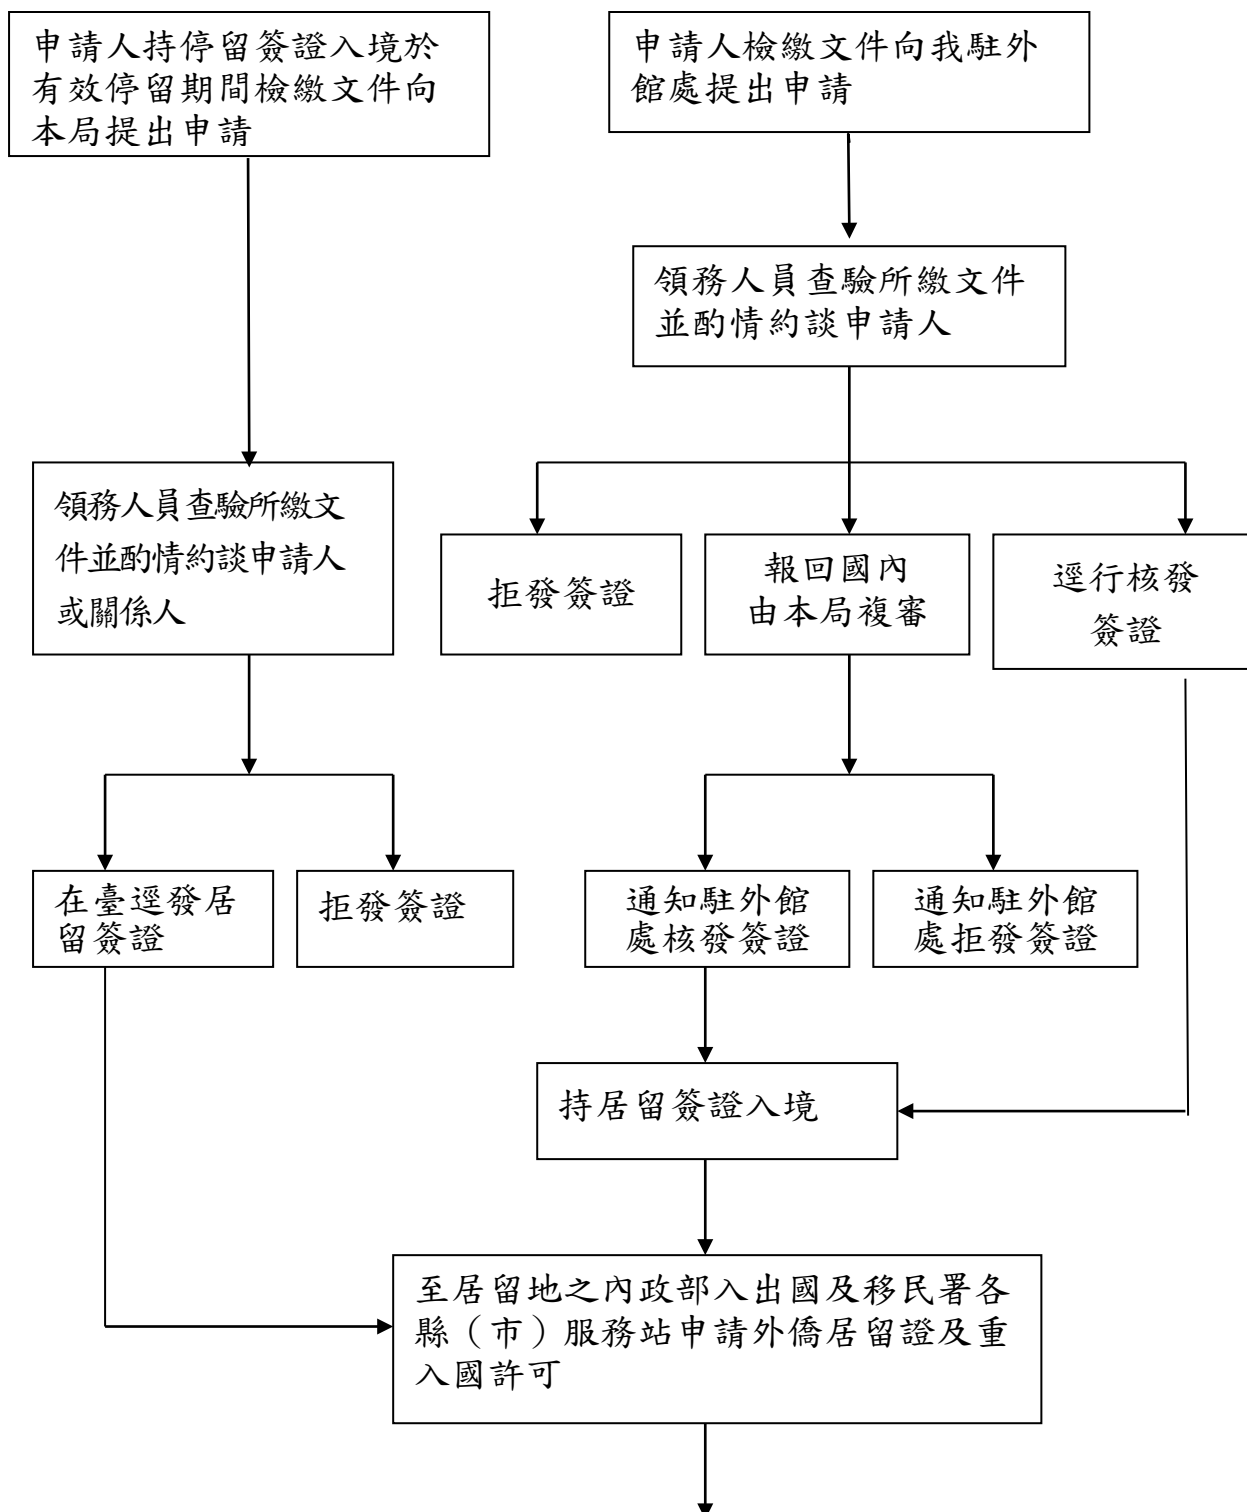 申請人持停留簽證入境於
有效停留期間檢繳文件向
本局提出申請
申請人檢繳文件向我駐外
館處提出申請
領務人員查驗所繳文件
並酌情約談申請人
領務人員查驗所繳文
件並酌情約談申請人
或關係人
拒發簽證
報回國內
由本局複審
逕行核發
簽證
在臺逕發居
留簽證
拒發簽證
通知駐外館
處核發簽證
通知駐外館
處拒發簽證
持居留簽證入境
至居留地之內政部入出國及移民署各
縣（市）服務站申請外僑居留證及重
入國許可